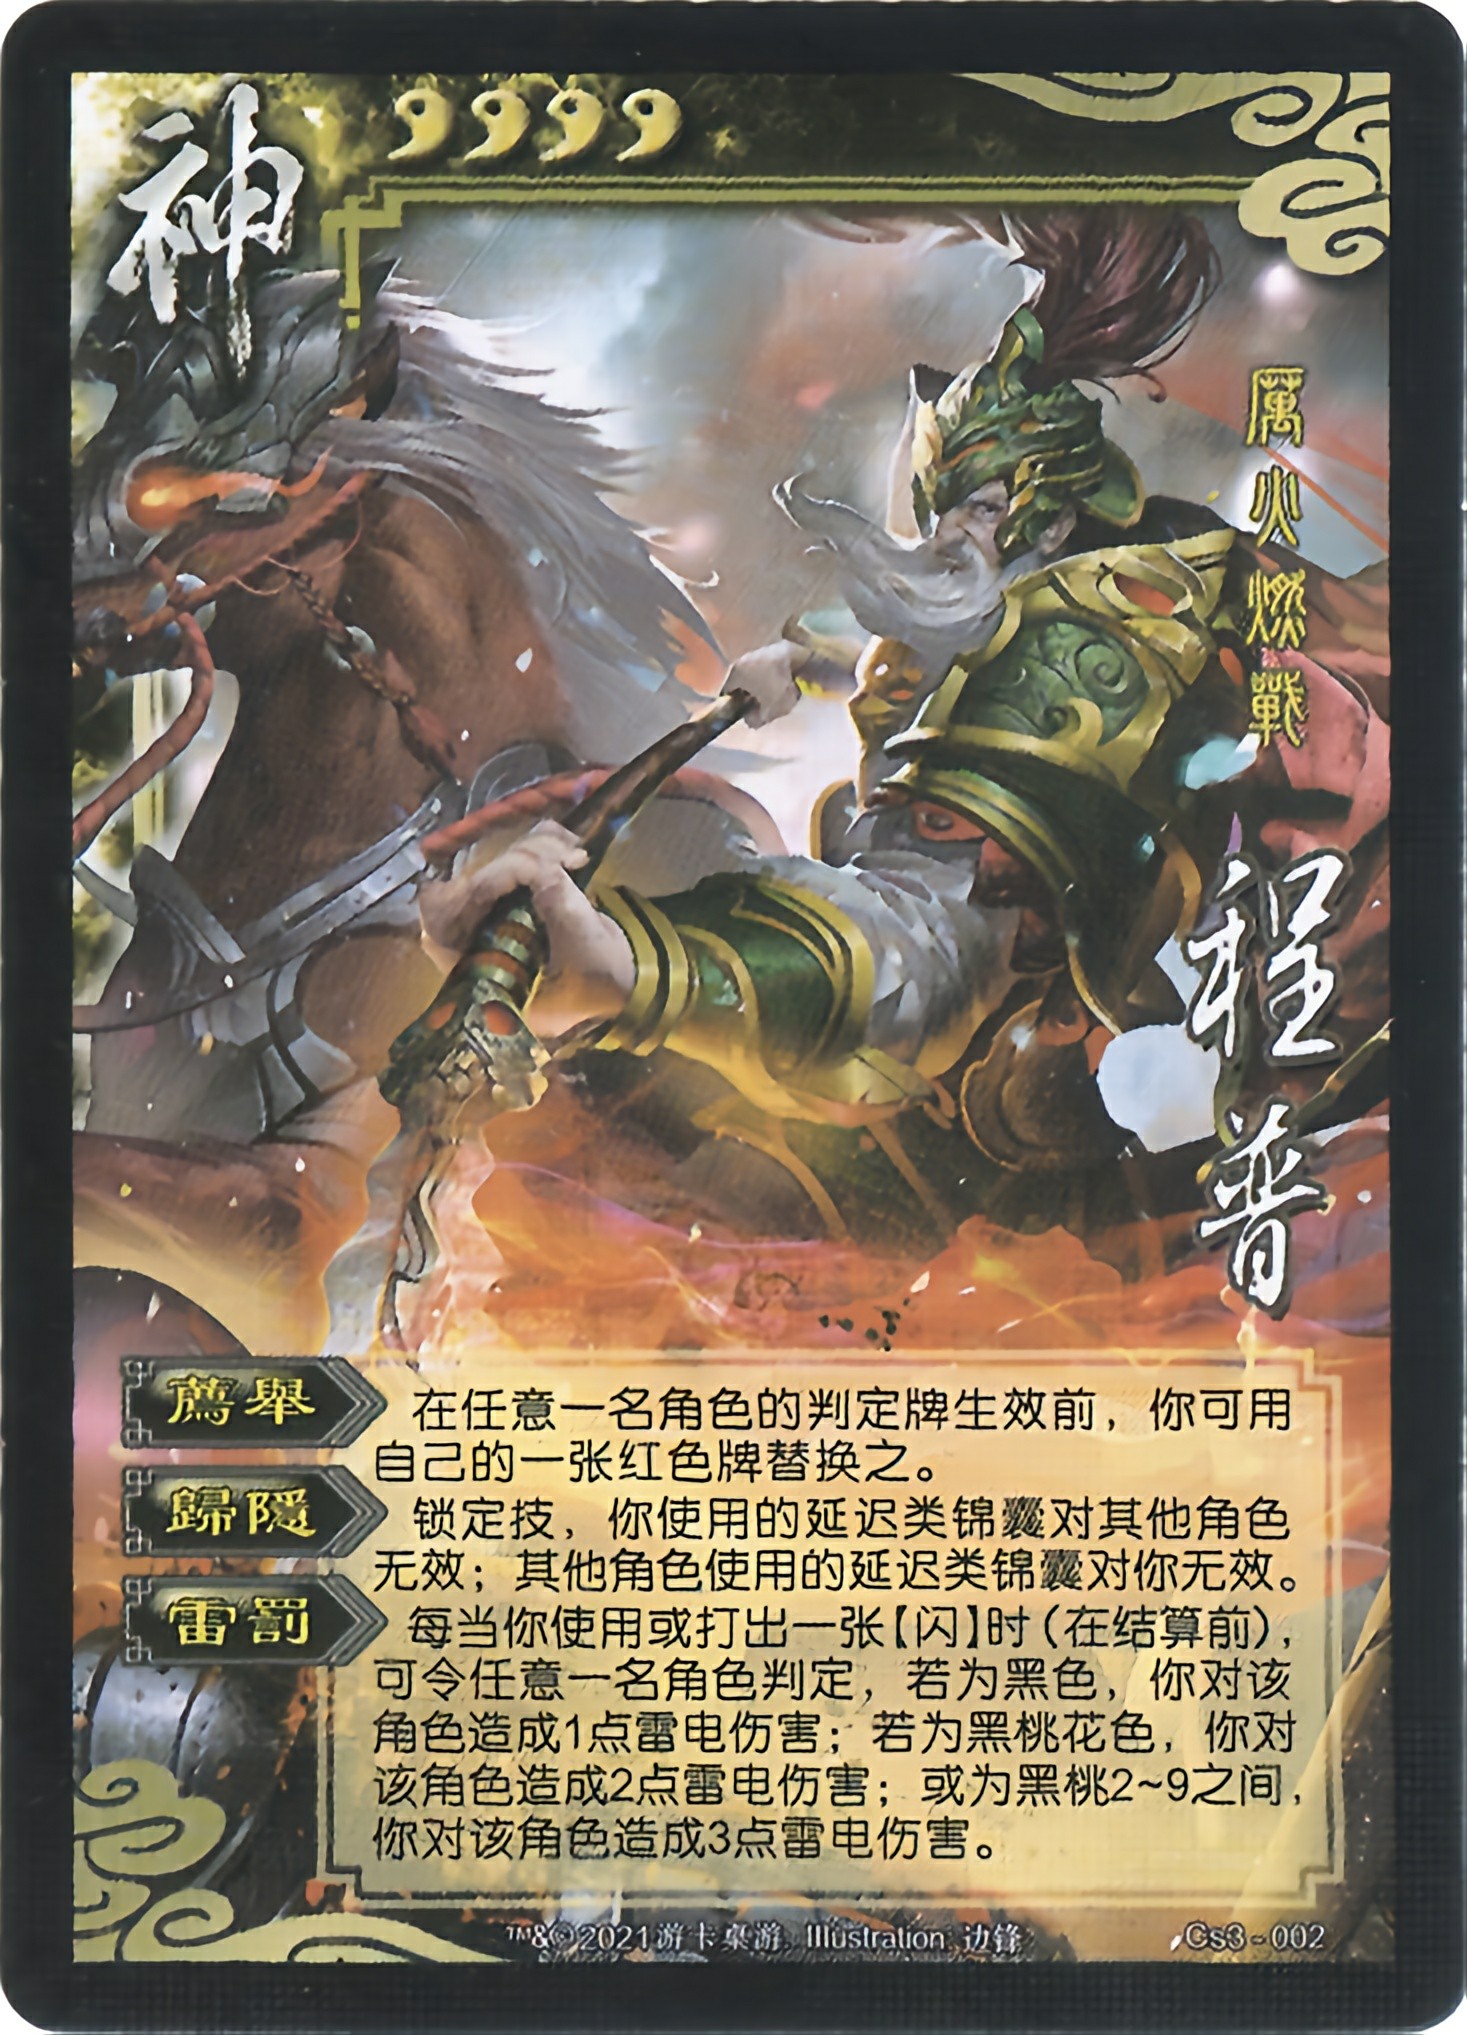 神
厲火燃戰
程普
薦舉
在任意一名角色的判定牌生效前，你可用
自己的一张红色牌替换之。
歸隱
锁定技，你使用的延迟类锦囊对其他角色
无效；其他角色使用的延迟类锦囊对你无效。
雷罰
每当你使用或打出一张【闪】时（在结算前），
可令任意一名角色判定，若为黑色，你对该
角色造成1点雷电伤害；若为黑桃花色，你对
该角色造成2点雷电伤害；或为黑桃2~9之间，
你对该角色造成3点雷电伤害。
™&©2021游卡桌游. Illustration: 边锋
Cs3-002